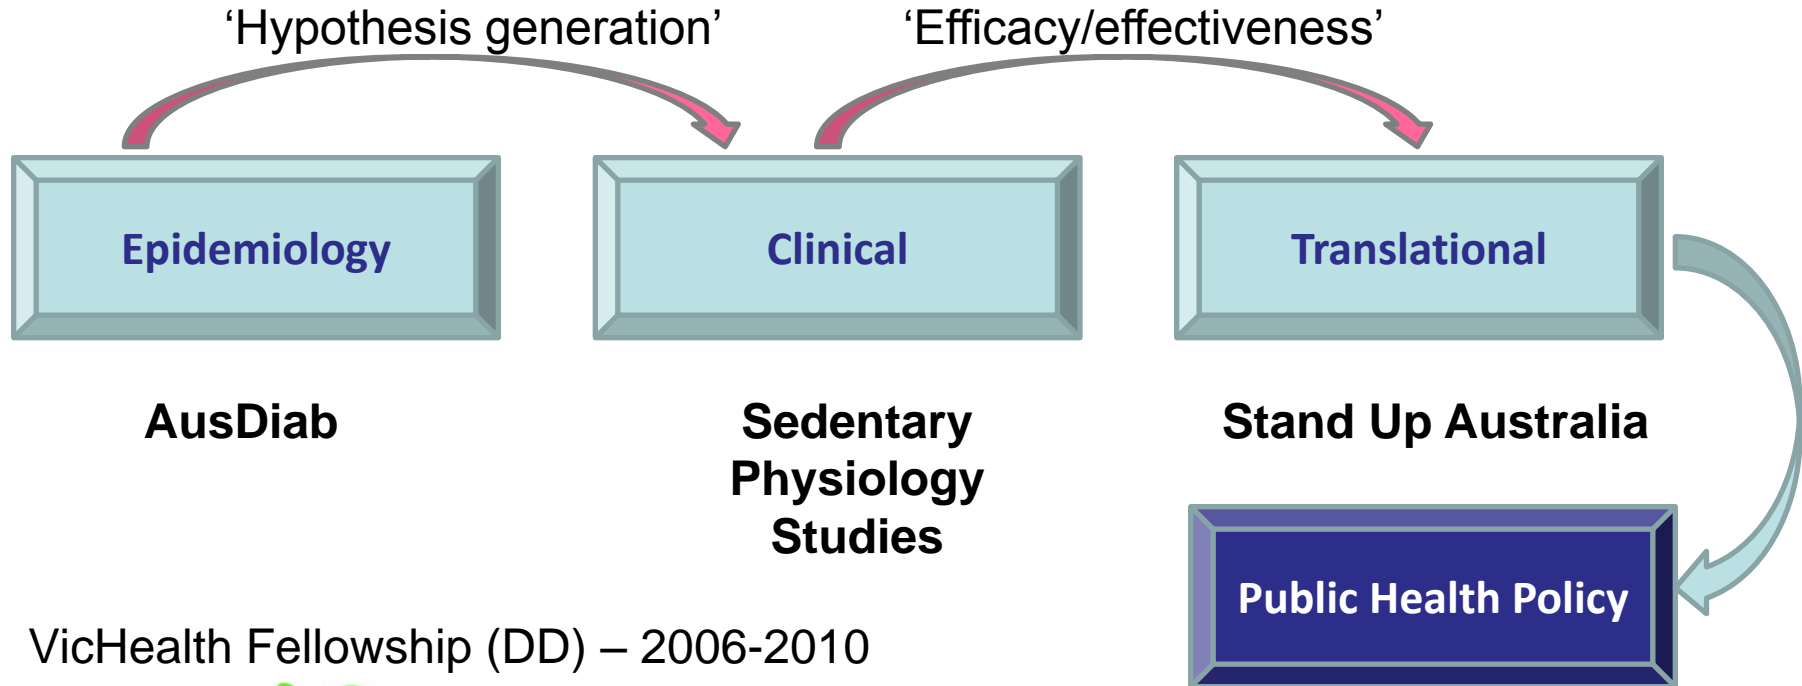 ‘Hypothesis generation’
‘Efficacy/effectiveness’
Epidemiology
Clinical
Translational
AusDiab
Sedentary
Physiology
Studies
Stand Up Australia
Public Health Policy
VicHealth Fellowship (DD) – 2006-2010